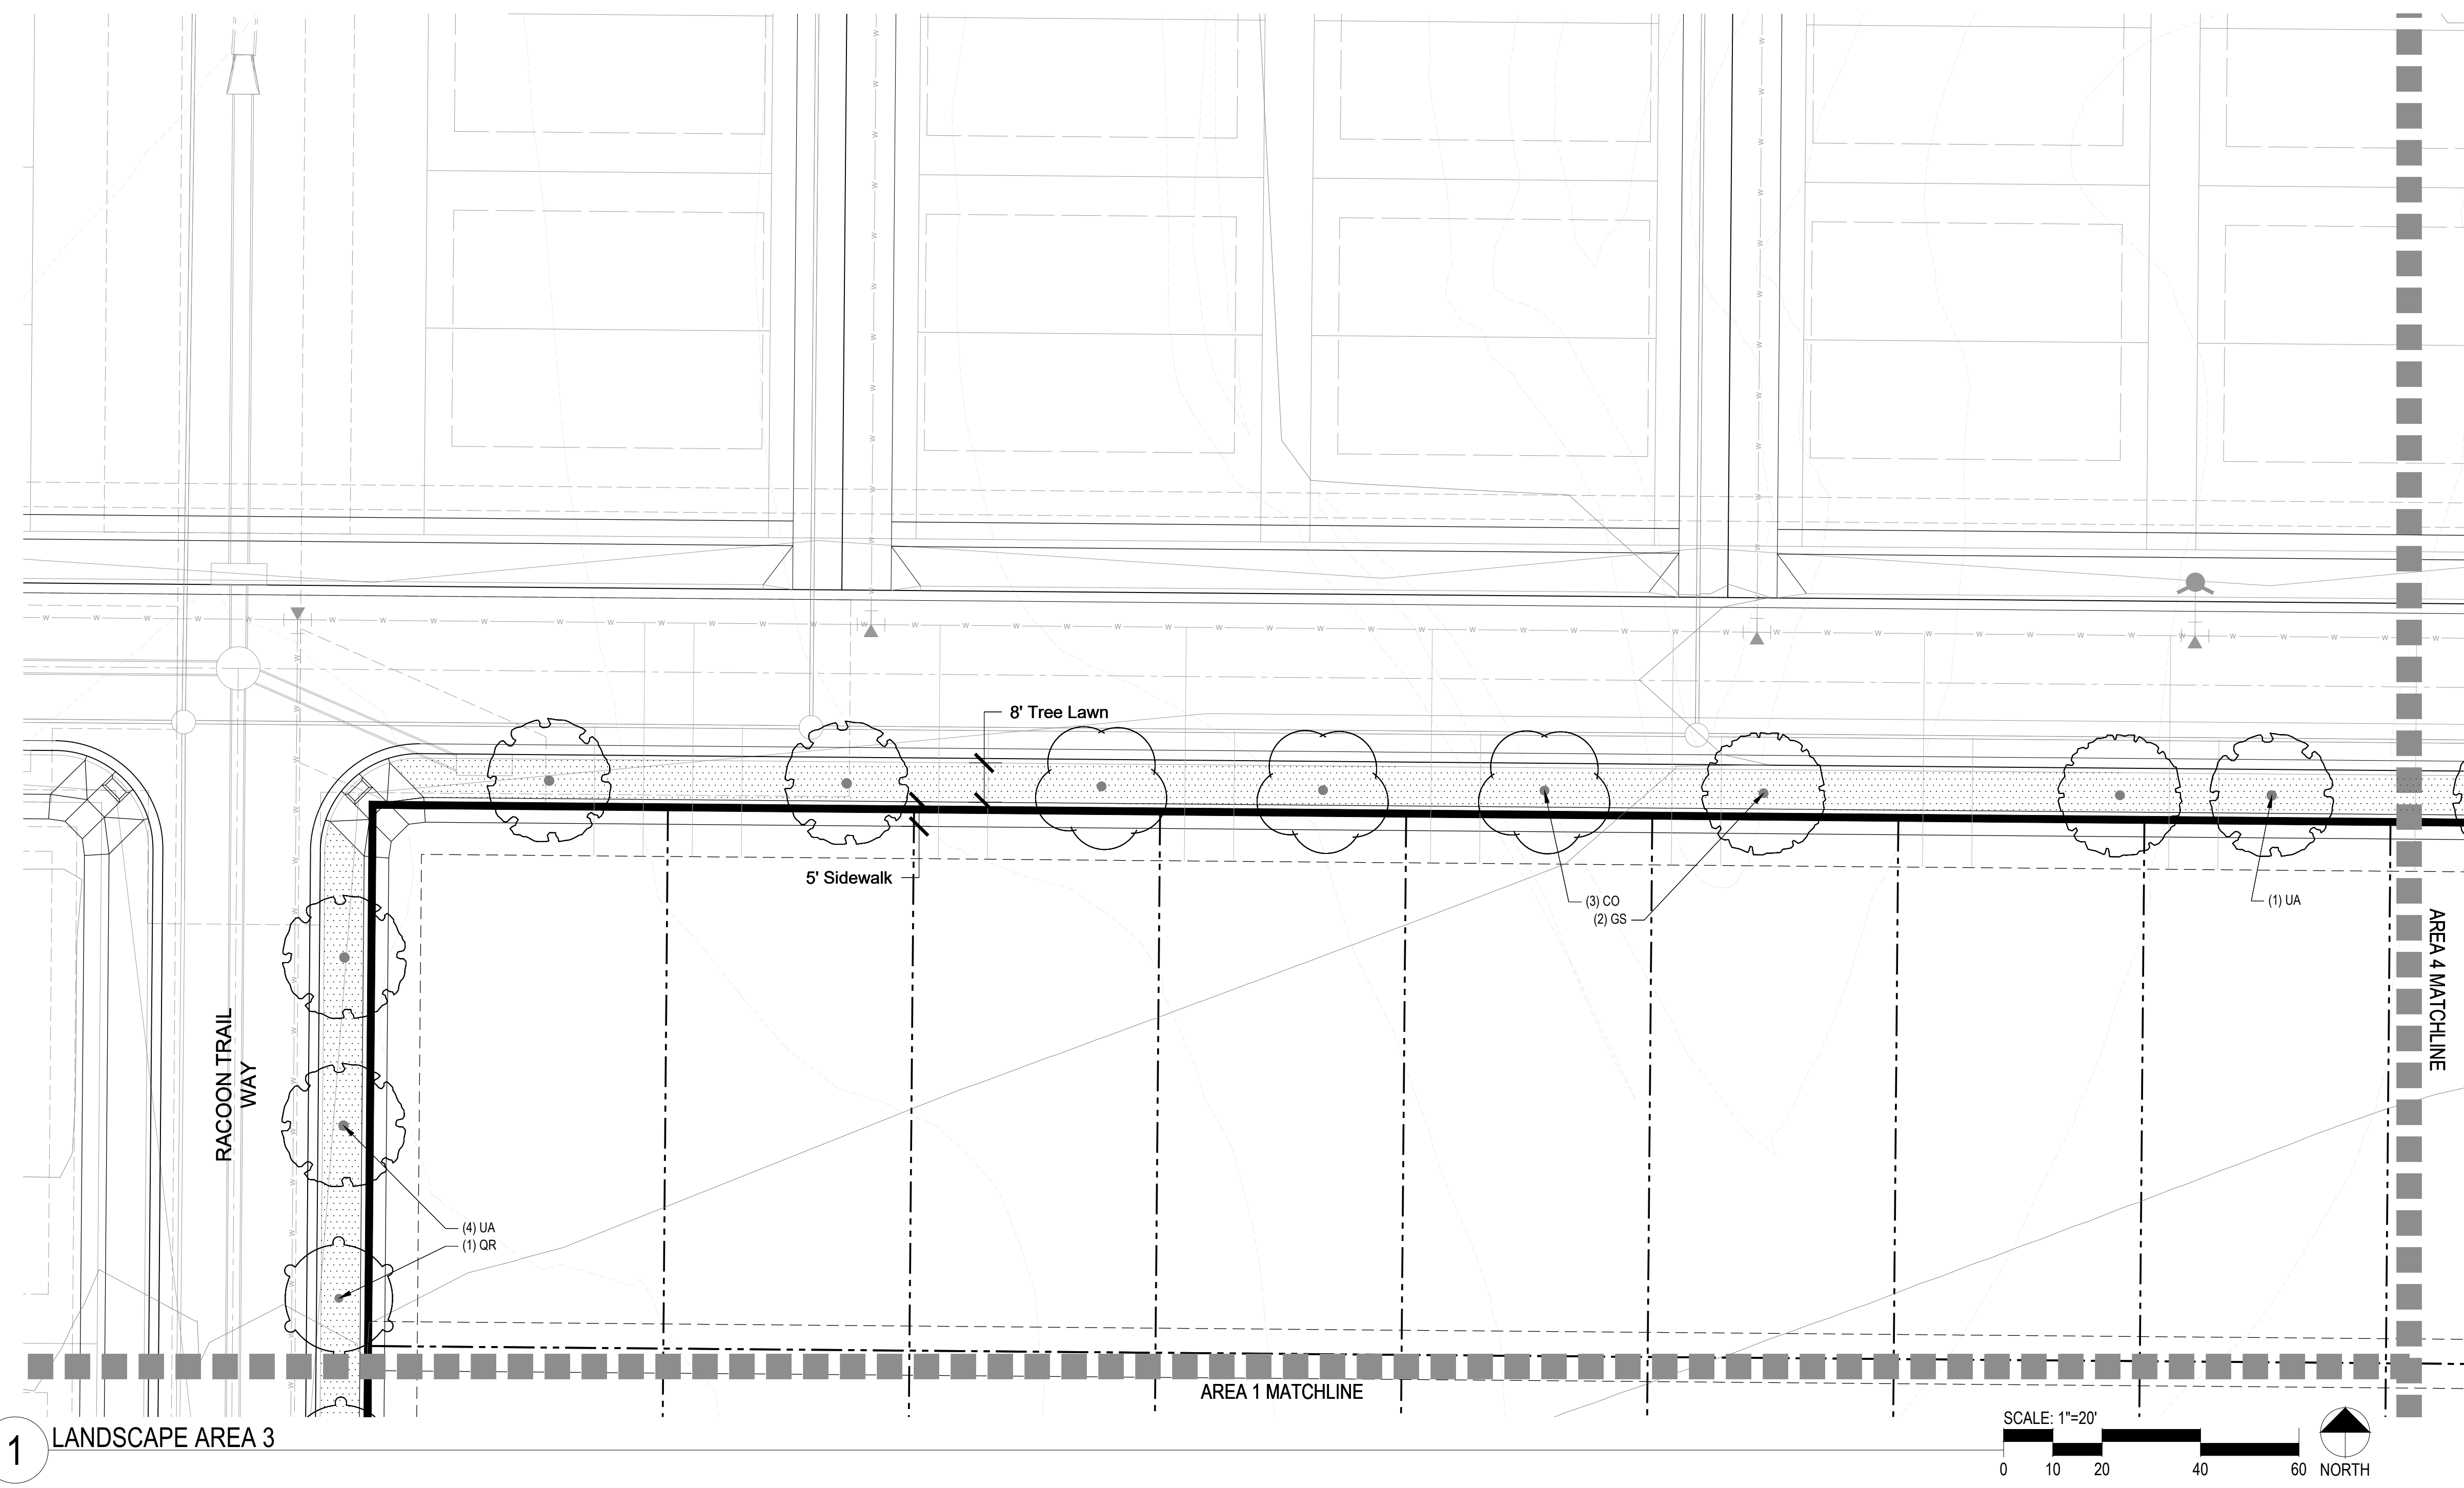 8' Tree Lawn
5' Sidewalk
(3) CO
(2) GS
(1) UA
AREA 4 MATCHLINE
RACOON TRAIL
WAY
(4) UA
(1) QR
AREA 1 MATCHLINE
1
LANDSCAPE AREA 3
SCALE: 1"=20'
0 10 20 40 60
NORTH